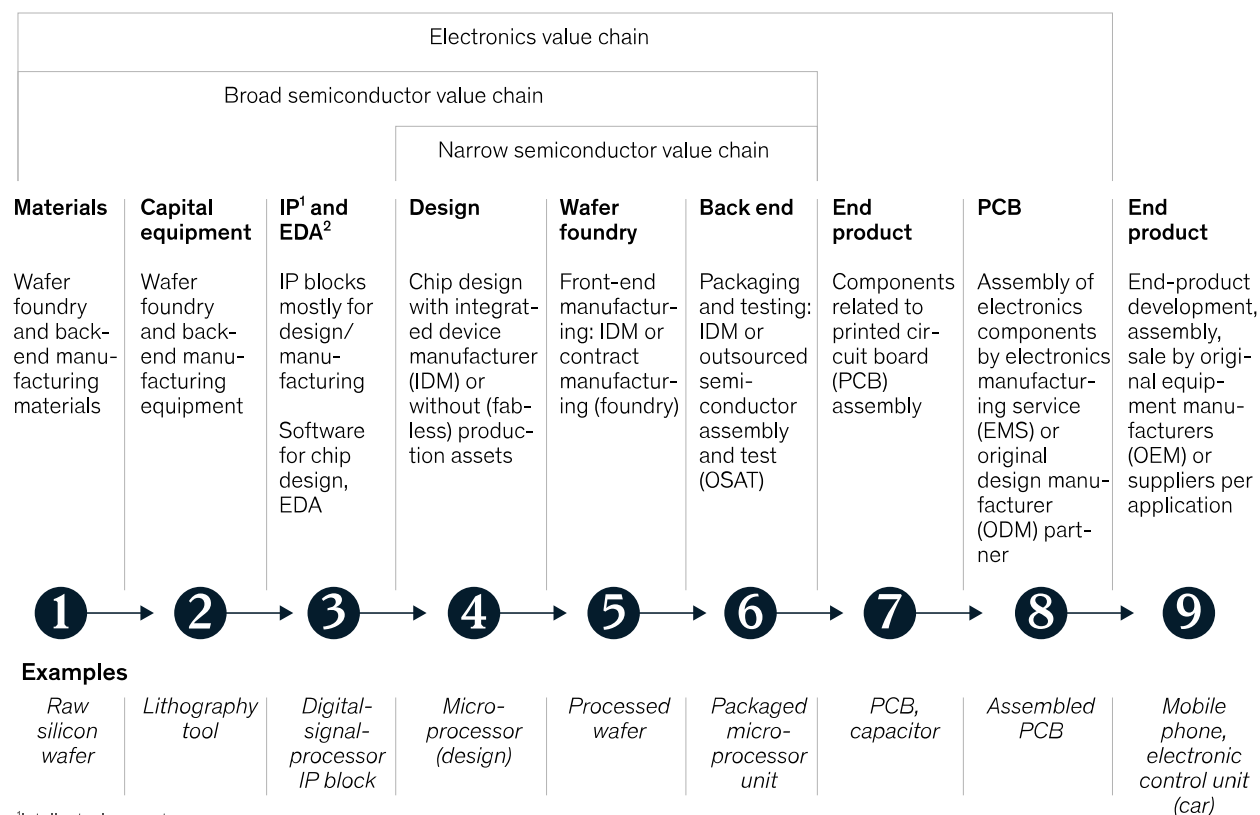 Electronics value chain
Broad semiconductor value chain
Narrow semiconductor value chain
Materials
Wafer
foundry
and back-
end manu-
facturing
materials
Capital
equipment
Wafer
foundry
and back-
end manu-
facturing
equipment
IP¹ and
EDA²
IP blocks
mostly for
design/
manu-
facturing
Software
for chip
design,
EDA
Design
Chip design
with integrat-
ed device
manufacturer
(IDM) or
without (fab-
less) produc-
tion assets
Wafer
foundry
Front-end
manufac-
turing:
IDM or
contract
manufactur-
ing (foundry)
Back end
Packaging
and testing:
IDM or
outsourced
semi-
conductor
assembly
and test
(OSAT)
End
product
Components
related to
printed cir-
cuit board
(PCB)
assembly
PCB
Assembly of
electronics
components
by electronics
manufactur-
ing service
(EMS) or
original
design manu-
facturer
(ODM) part-
ner
End
product
End-product
development,
assembly,
sale by origi-
nal equip-
ment manu-
facturers
(OEM) or
suppliers per
application
1 2 3 4 5 6 7 8 9
Examples
Raw
silicon
wafer
Lithography
tool
Digital-
signal-
processor
IP block
Micro-
processor
(design)
Processed
wafer
Packaged
micro-
processor
unit
PCB,
capacitor
Assembled
PCB
Mobile
phone,
electronic
control unit
(car)